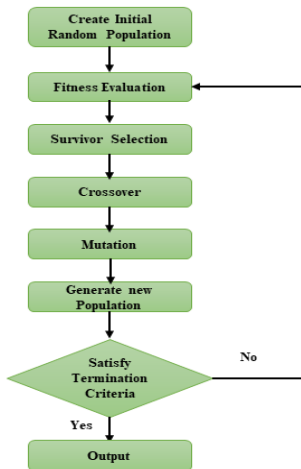 Create Initial
Random Population
Fitness Evaluation
Survivor Selection
Crossover
Mutation
Generate new
Population
Satisfy
Termination
Criteria
No
Yes
Output